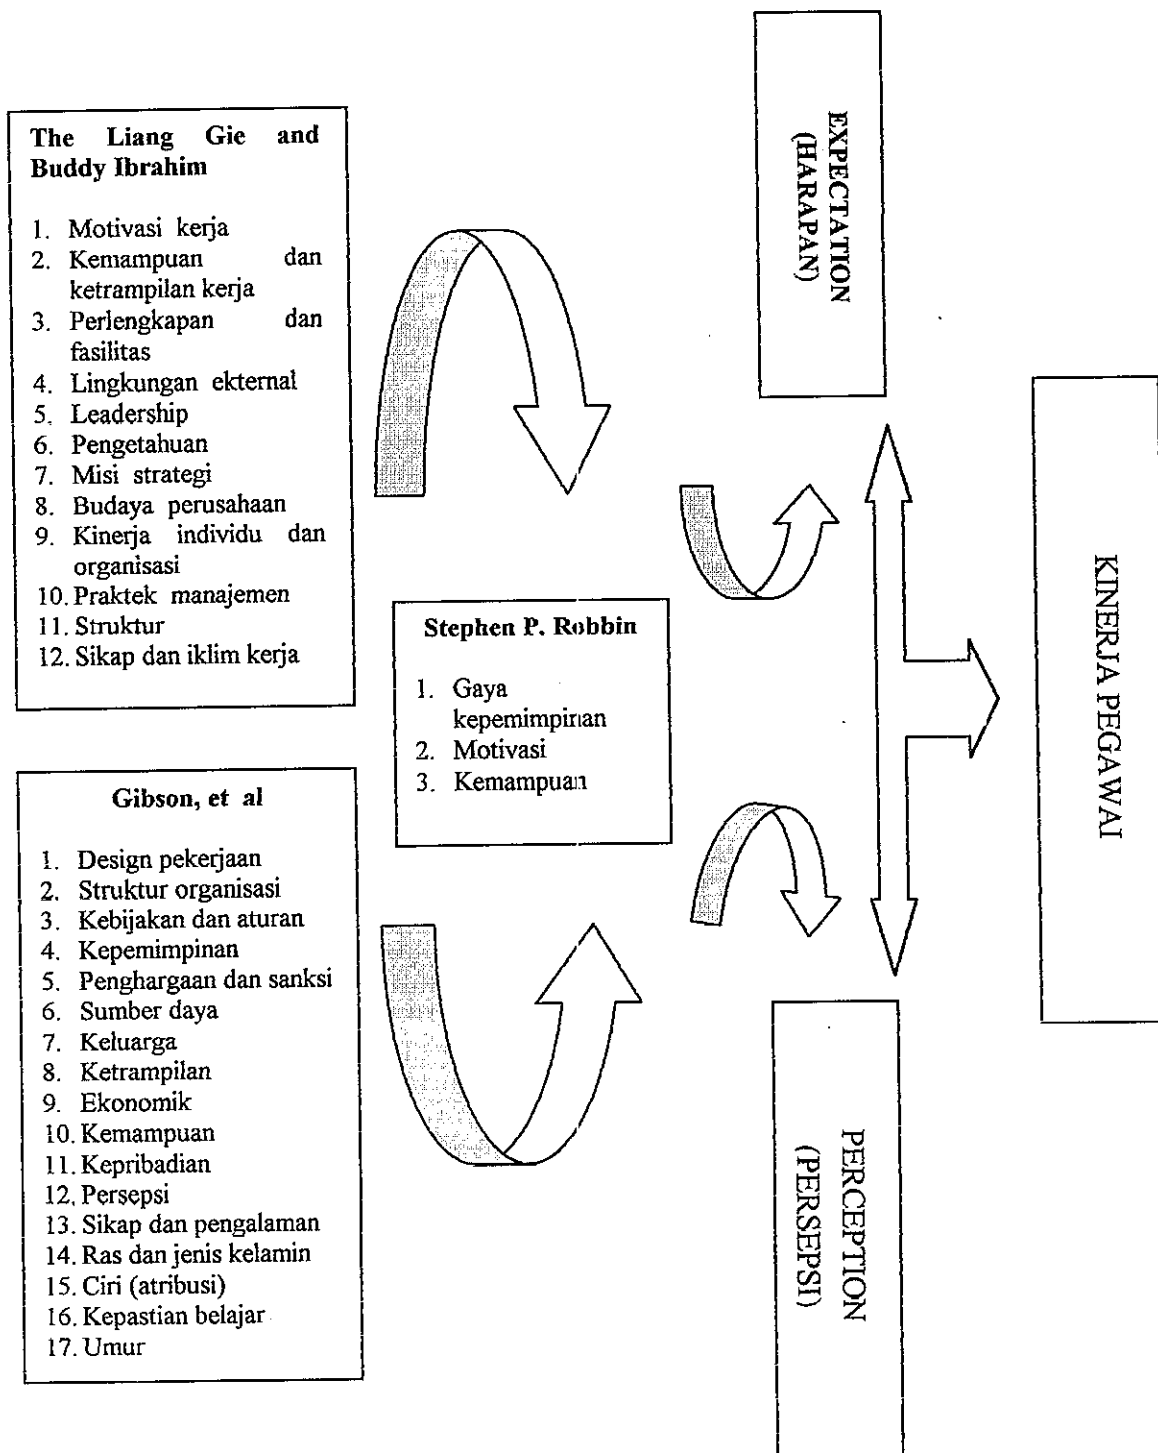 The Liang Gie and
Buddy Ibrahim
1. Motivasi kerja
2. Kemampuan dan
ketrampilan kerja
3. Perlengkapan dan
fasilitas
4. Lingkungan ekternal
5. Leadership
6. Pengetahuan
7. Misi strategi
8. Budaya perusahaan
9. Kinerja individu dan
organisasi
10. Praktek manajemen
11. Struktur
12. Sikap dan iklim kerja
Gibson, et al
1. Design pekerjaan
2. Struktur organisasi
3. Kebijakan dan aturan
4. Kepemimpinan
5. Penghargaan dan sanksi
6. Sumber daya
7. Keluarga
8. Ketrampilan
9. Ekonomik
10. Kemampuan
11. Kepribadian
12. Persepsi
13. Sikap dan pengalaman
14. Ras dan jenis kelamin
15. Ciri (atribusi)
16. Kepastian belajar
17. Umur
Stephen P. Robbin
1. Gaya
kepemimpinan
2. Motivasi
3. Kemampuan
EXPECTATION
(HARAPAN)
PERCEPTION
(PERSEPSI)
KINERJA PEGAWAI